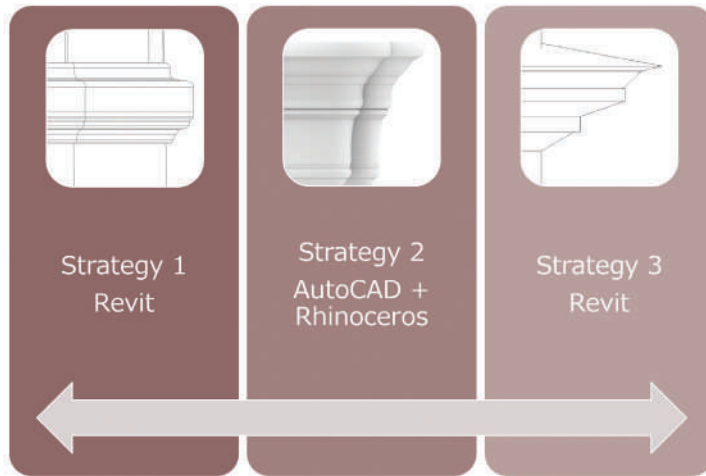 Strategy 1
Revit
Strategy 2
AutoCAD +
Rhinoceros
Strategy 3
Revit